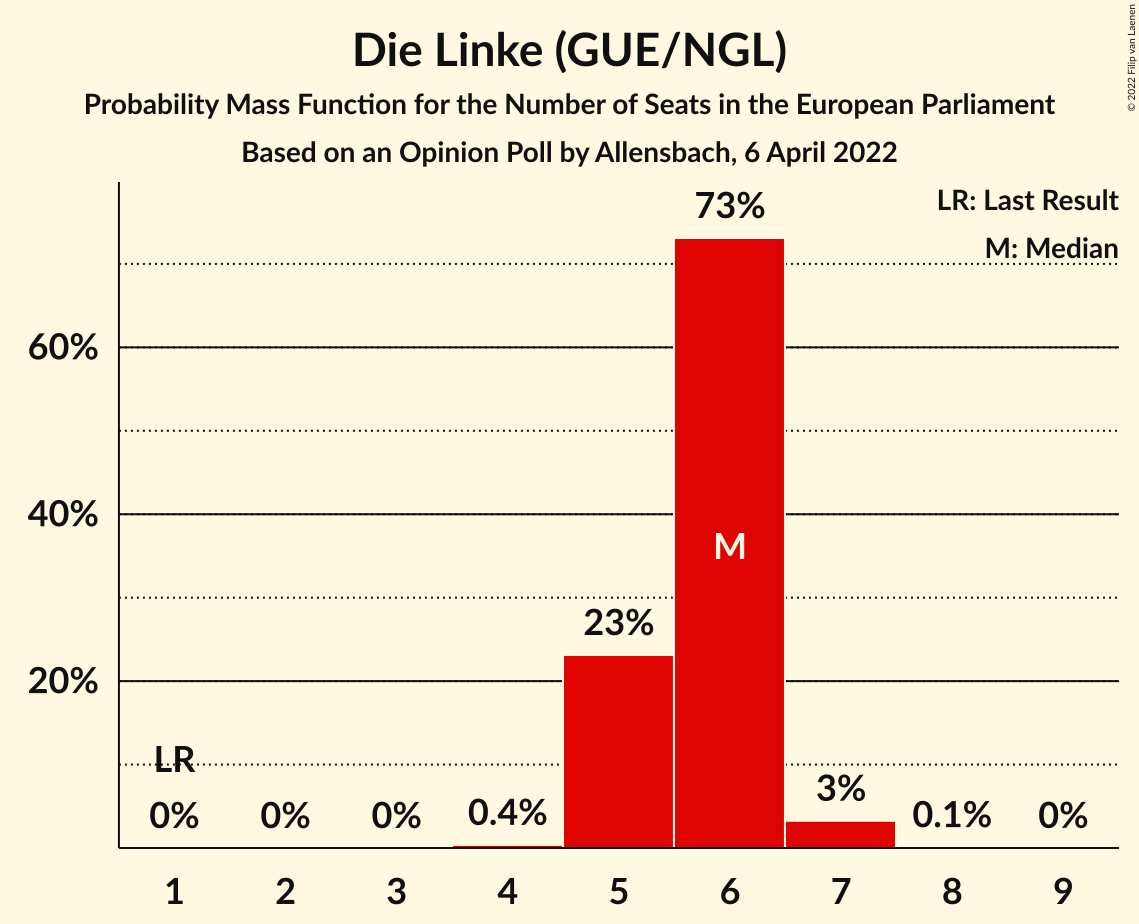 Die Linke (GUE/NGL)
Probability Mass Function for the Number of Seats in the European Parliament
Based on an Opinion Poll by Allensbach, 6 April 2022
© 2022 Filip van Laenen
LR: Last Result
M: Median
73%
60%
40%
M
23%
20%
LR
0%
0%
0%
0.4%
3%
0.1%
0%
1 2 3 4 5 6 7 8 9